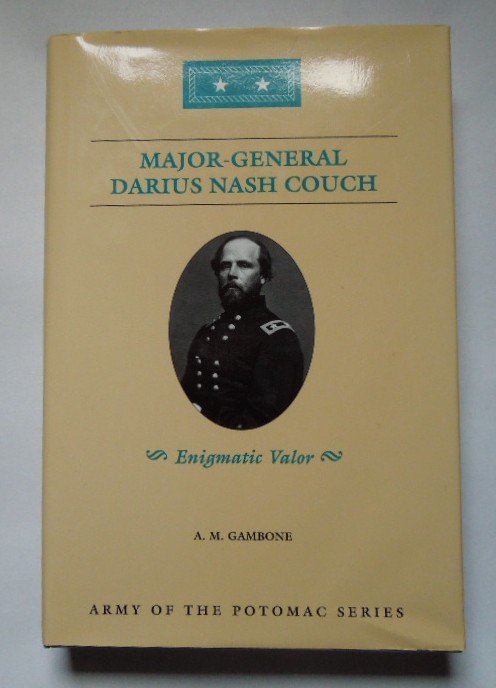 MAJOR-GENERAL
DARIUS NASH COUCH
Enigmatic Valor
A. M. GAMBONE
ARMY OF THE POTOMAC SERIES